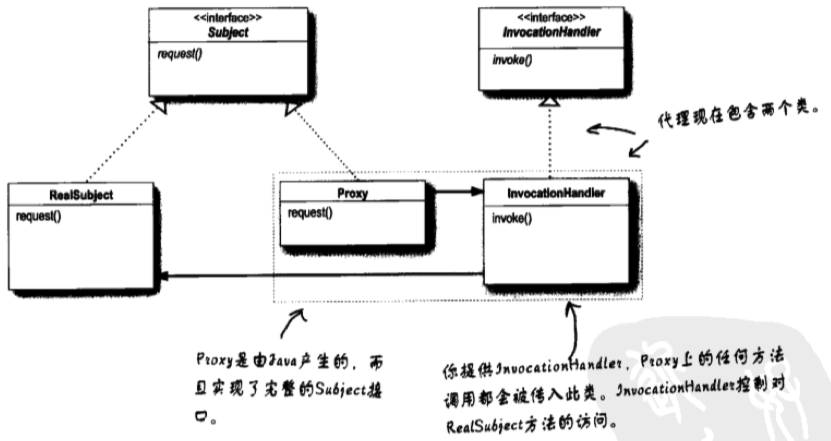 <<interface>>
Subject
request()
<<interface>>
InvocationHandler
invoke()
代理现在包含两个类。
RealSubject
request()
Proxy
request()
InvocationHandler
invoke()
Proxy是由Java产生的，而
且实现了完整的Subject接
口。
你提供InvocationHandler，Proxy上的任何方法
调用都会被传入此类。InvocationHandler控制对
RealSubject方法的访问。